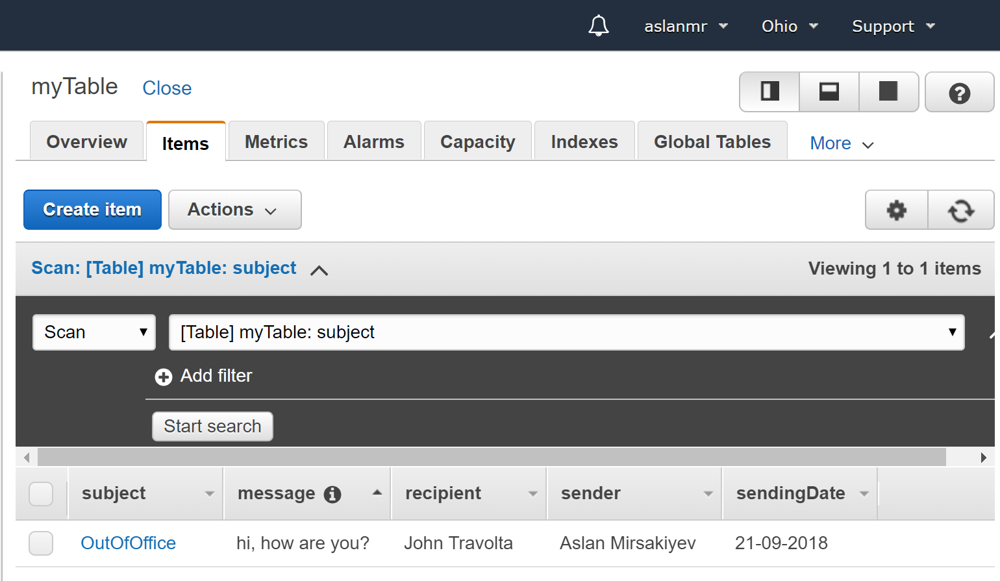 aslanmr Ohio Support
myTable Close
Overview Items Metrics Alarms Capacity Indexes Global Tables More
Create item Actions
Scan: [Table] myTable: subject Viewing 1 to 1 items
Scan [Table] myTable: subject
Add filter
Start search
subject message recipient sender sendingDate
OutOfOffice hi, how are you? John Travolta Aslan Mirsakiyev 21-09-2018